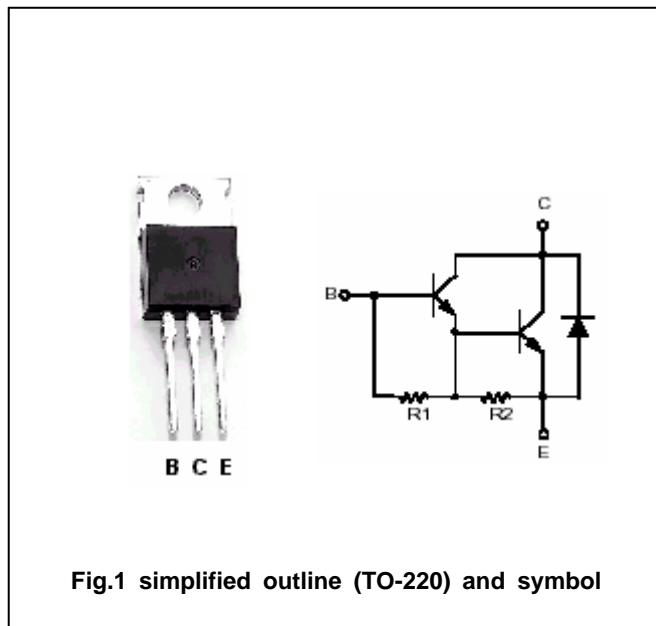 C
B
R1 R2
E
B C E
Fig.1 simplified outline (TO-220) and symbol